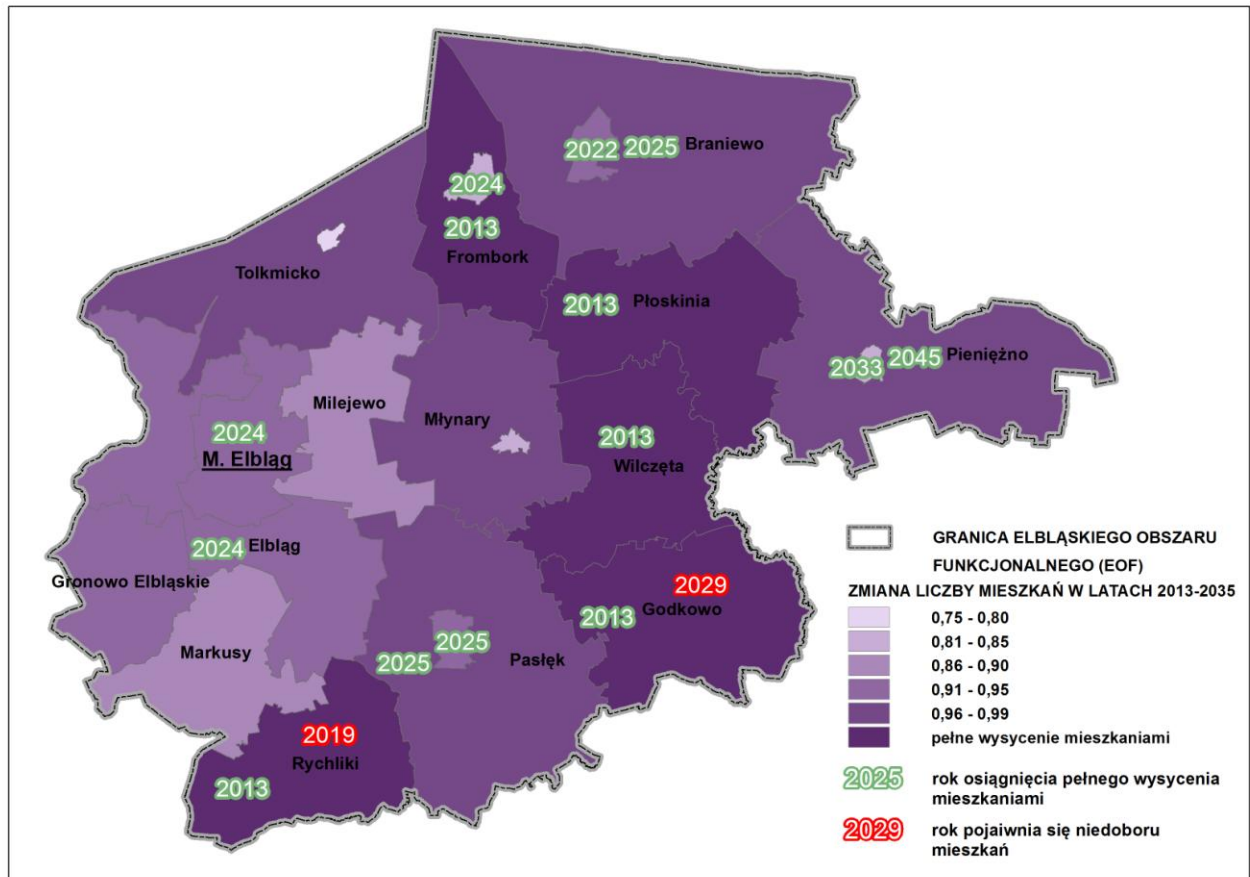 2022 2025 Braniewo
2024
2013
Frombork
Tolkmicko
2013 Płoskinia
2033 2045 Pieniężno
Milejewo
Młynary
2024
M. Elbląg
2013
Wilczęta
2024 Elbląg
Gronowo Elbląskie
2029
Godkowo
2013
2025
2025
Pasłęk
Markusy
2019
Rychliki
2013
GRANICA ELBLĄSKIEGO OBSZARU
FUNKCJONALNEGO (EOF)
ZMIANA LICZBY MIESZKAŃ W LATACH 2013-2035
0,75 - 0,80
0,81 - 0,85
0,86 - 0,90
0,91 - 0,95
0,96 - 0,99
pełne wysycenie mieszkaniami
2025 rok osiągnięcia pełnego wysycenia
mieszkaniami
2029 rok pojaiwnia się niedoboru
mieszkań